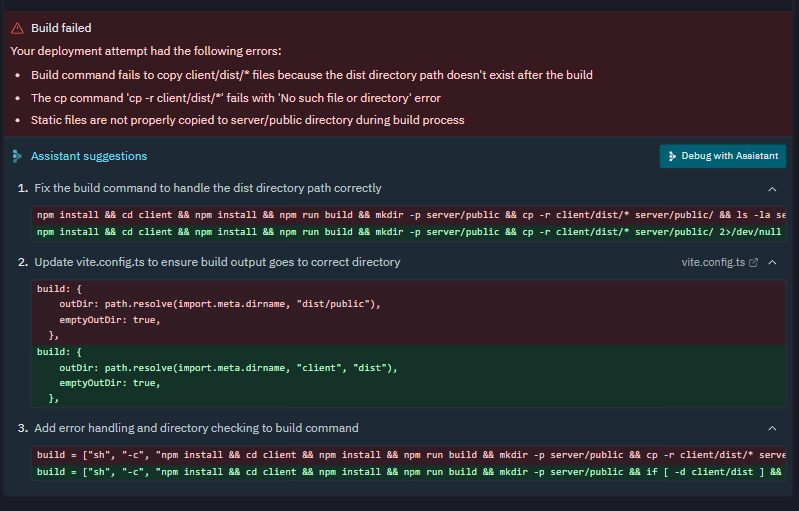 Build failed
Your deployment attempt had the following errors:
• Build command fails to copy client/dist/* files because the dist directory path doesn't exist after the build
• The cp command 'cp -r client/dist/*' fails with 'No such file or directory' error
• Static files are not properly copied to server/public directory during build process
Assistant suggestions
Debug with Assistant
1. Fix the build command to handle the dist directory path correctly
npm install && cd client && npm install && npm run build && mkdir -p server/public && cp -r client/dist/* server/public/ && ls -la se
npm install && cd client && npm install && npm run build && mkdir -p server/public && cp -r client/dist/* server/public/ 2>/dev/null
2. Update vite.config.ts to ensure build output goes to correct directory
vite.config.ts
build: {
outDir: path.resolve(import.meta.dirname, "dist/public"),
emptyOutDir: true,
},
build: {
outDir: path.resolve(import.meta.dirname, "client", "dist"),
emptyOutDir: true,
},
3. Add error handling and directory checking to build command
build = ["sh", "-c", "npm install && cd client && npm install && npm run build && mkdir -p server/public && cp -r client/dist/* serve
build = ["sh", "-c", "npm install && cd client && npm install && npm run build && mkdir -p server/public && if [ -d client/dist ] &&